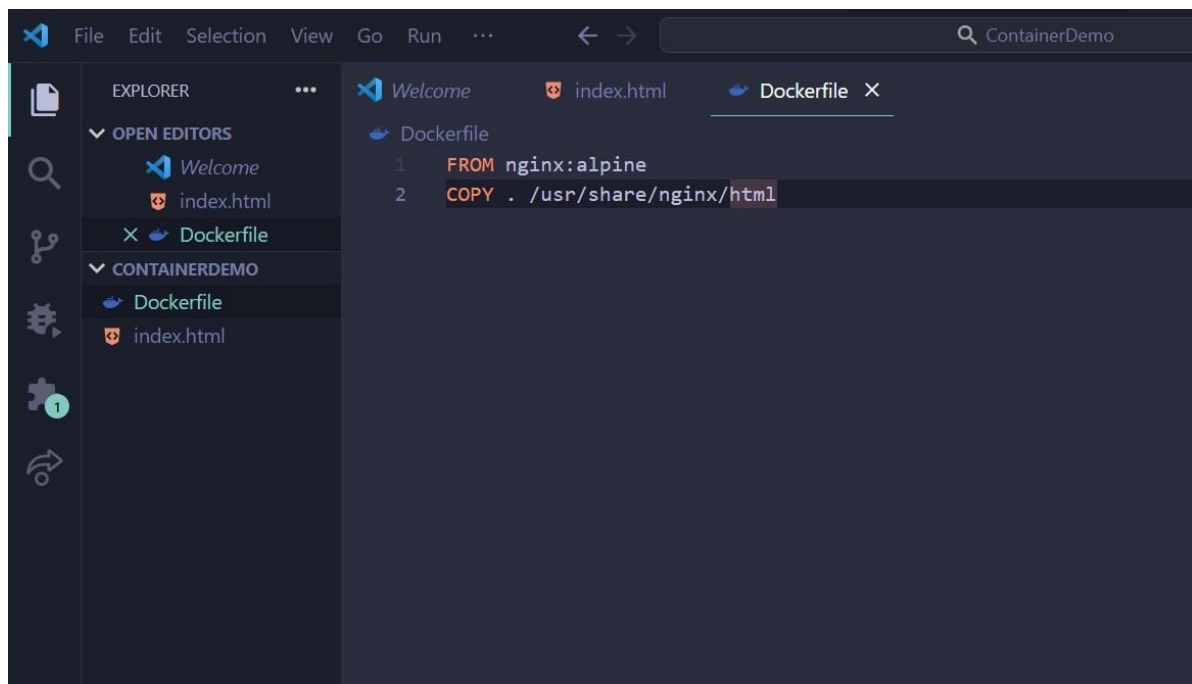 File Edit Selection View Go Run ··· ContainerDemo
EXPLORER ···
OPEN EDITORS
Welcome
index.html
Dockerfile
CONTAINERDEMO
Dockerfile
index.html
1
Welcome index.html Dockerfile
Dockerfile
1 FROM nginx:alpine
2 COPY . /usr/share/nginx/html